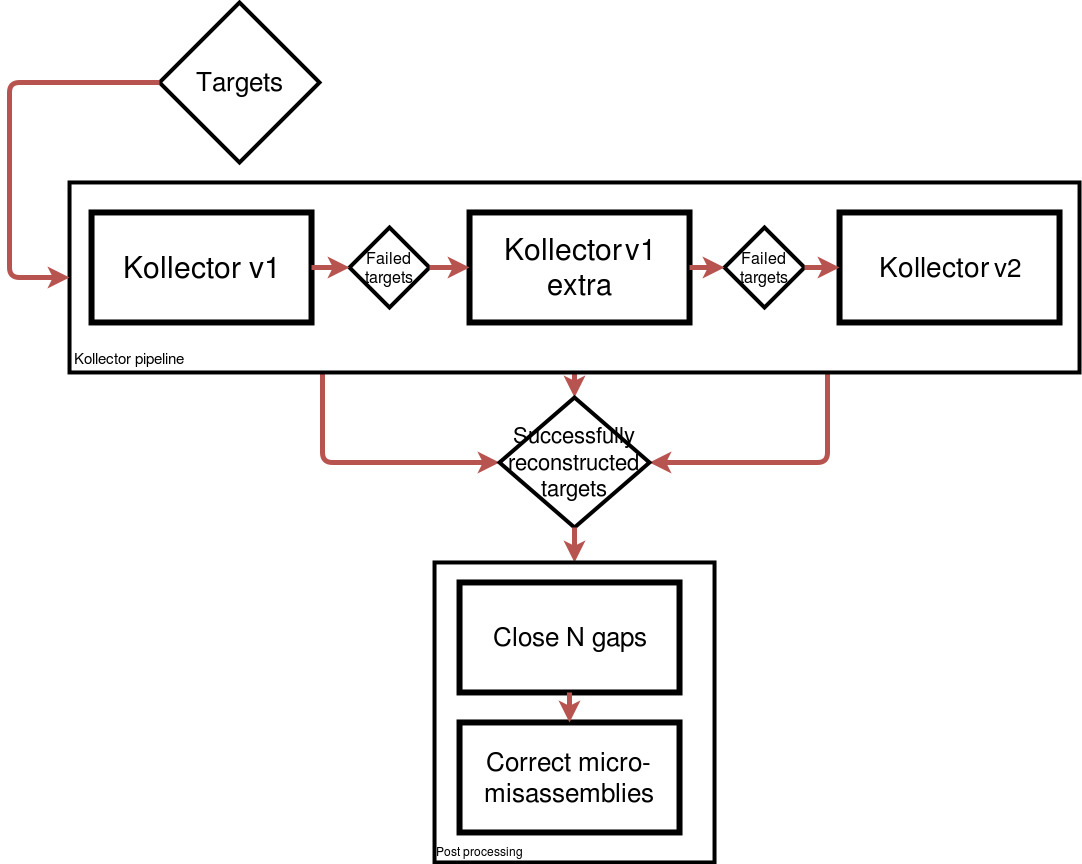 Targets
Kollector v1
Failed
targets
Kollector v1
extra
Failed
targets
Kollector v2
Kollector pipeline
Successfully
reconstructed
targets
Close N gaps
Correct micro-
misassemblies
Post processing